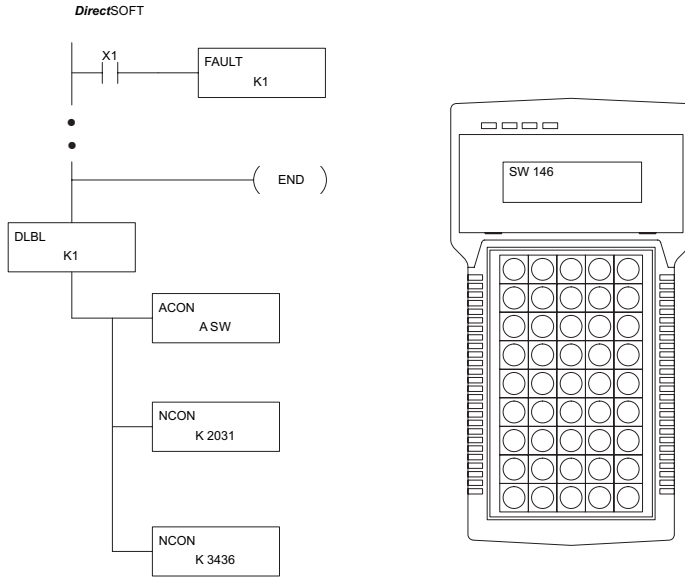 DirectSOFT
X1
FAULT
K1
END
DLBL
K1
ACON
A SW
NCON
K 2031
NCON
K 3436
SW 146